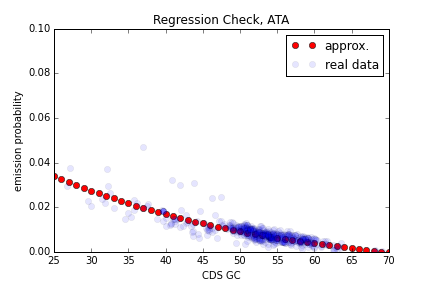 Regression Check, ATA
0.10
0.08
0.06
0.04
0.02
0.00
emission probability
approx.
real data
25 30 35 40 45 50 55 60 65 70
CDS GC